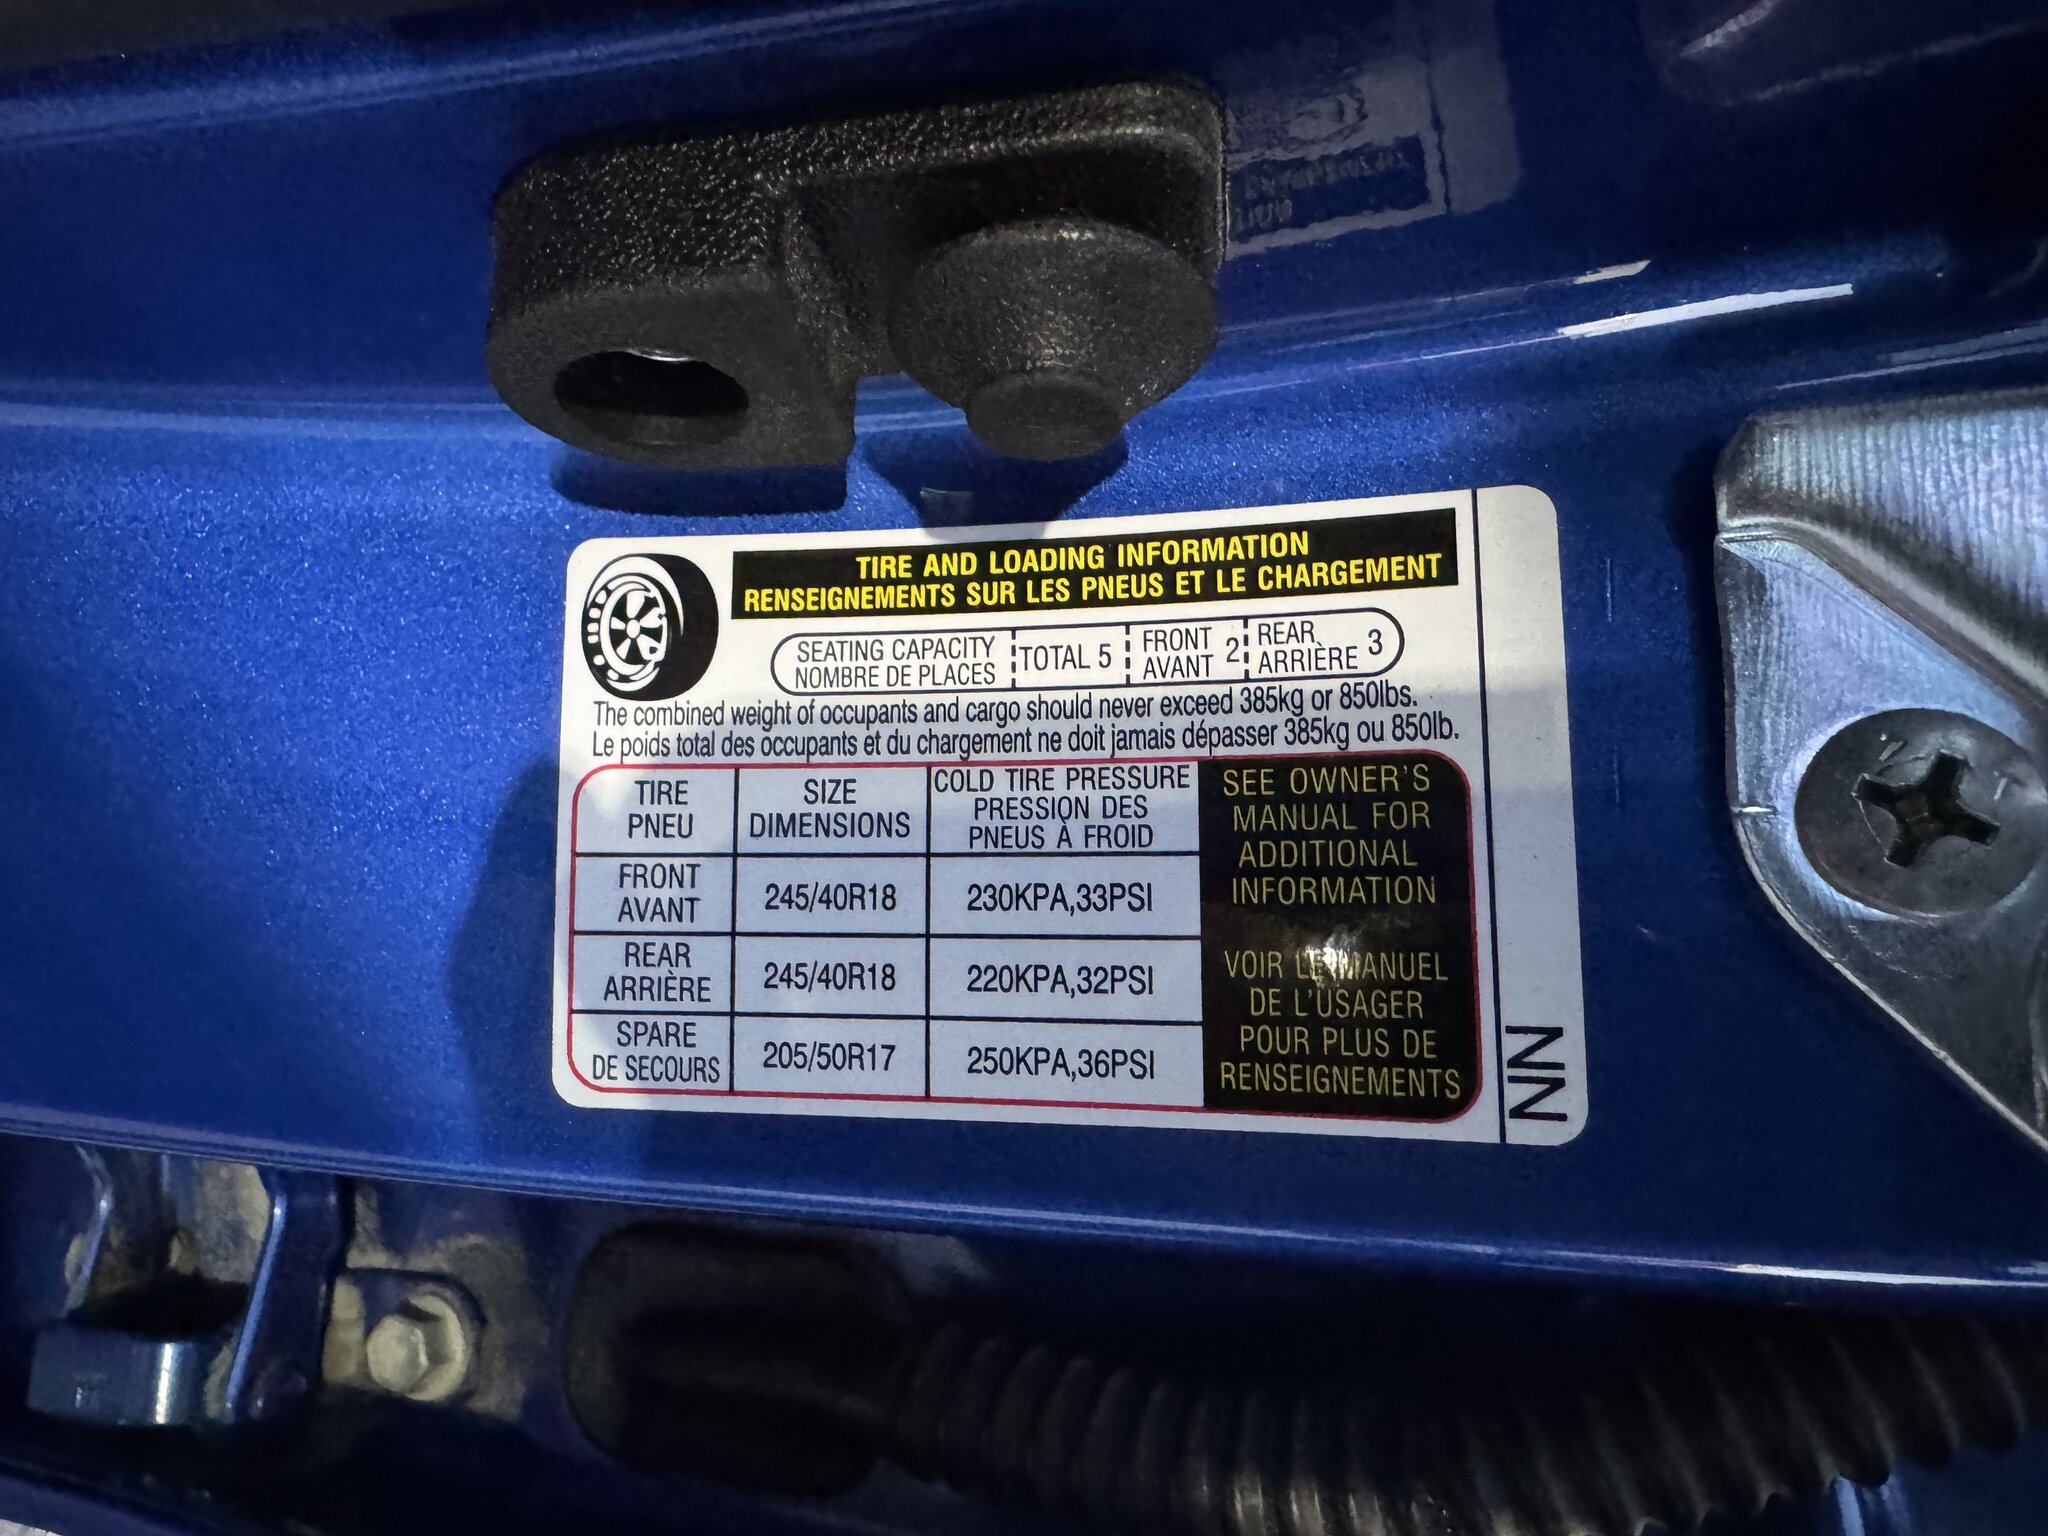 TIRE AND LOADING INFORMATION
RENSEIGNEMENTS SUR LES PNEUS ET LE CHARGEMENT
SEATING CAPACITY
NOMBRE DE PLACES
TOTAL 5
FRONT
AVANT
2
REAR
ARRIÈRE
3
The combined weight of occupants and cargo should never exceed 385kg or 850lbs.
Le poids total des occupants et du chargement ne doit jamais dépasser 385kg ou 850lb.
TIRE
PNEU
SIZE
DIMENSIONS
COLD TIRE PRESSURE
PRESSION DES
PNEUS À FROID
FRONT
AVANT
245/40R18
230KPA,33PSI
REAR
ARRIÈRE
245/40R18
220KPA,32PSI
SPARE
DE SECOURS
205/50R17
250KPA,36PSI
SEE OWNER'S
MANUAL FOR
ADDITIONAL
INFORMATION
VOIR LE MANUEL
DE L'USAGER
POUR PLUS DE
RENSEIGNEMENTS
NN